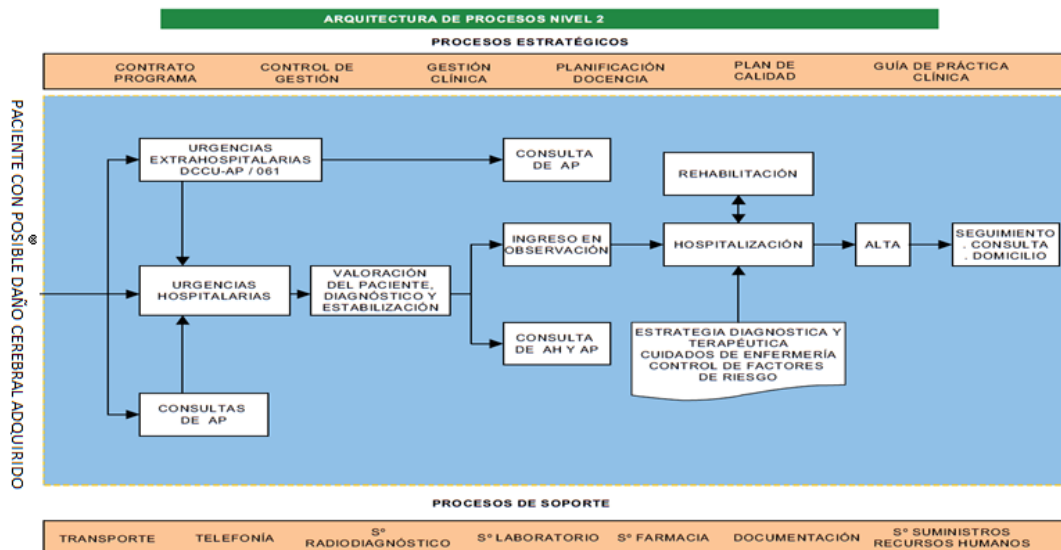 ARQUITECTURA DE PROCESOS NIVEL 2
PROCESOS ESTRATÉGICOS
CONTRATO
PROGRAMA
CONTROL DE
GESTIÓN
GESTIÓN
CLÍNICA
PLANIFICACIÓN
DOCENCIA
PLAN DE
CALIDAD
GUÍA DE PRÁCTICA
CLÍNICA
PACIENTE CON POSIBLE DAÑO CEREBRAL ADQUIRIDO
URGENCIAS
EXTRAHOSPITALARIAS
DCCU-AP / 061
CONSULTA
DE AP
REHABILITACIÓN
INGRESO EN
OBSERVACIÓN
HOSPITALIZACIÓN
ALTA
SEGUIMIENTO
. CONSULTA
. DOMICILIO
URGENCIAS
HOSPITALARIAS
VALORACIÓN
DEL PACIENTE,
DIAGNÓSTICO Y
ESTABILIZACIÓN
CONSULTA
DE AH Y AP
ESTRATEGIA DIAGNOSTICA Y
TERAPÉUTICA
CUIDADOS DE ENFERMERÍA
CONTROL DE FACTORES
DE RIESGO
CONSULTAS
DE AP
PROCESOS DE SOPORTE
TRANSPORTE
TELEFONÍA
Sº
RADIODIAGNÓSTICO
Sº LABORATORIO
Sº FARMACIA
DOCUMENTACIÓN
Sº SUMINISTROS
RECURSOS HUMANOS